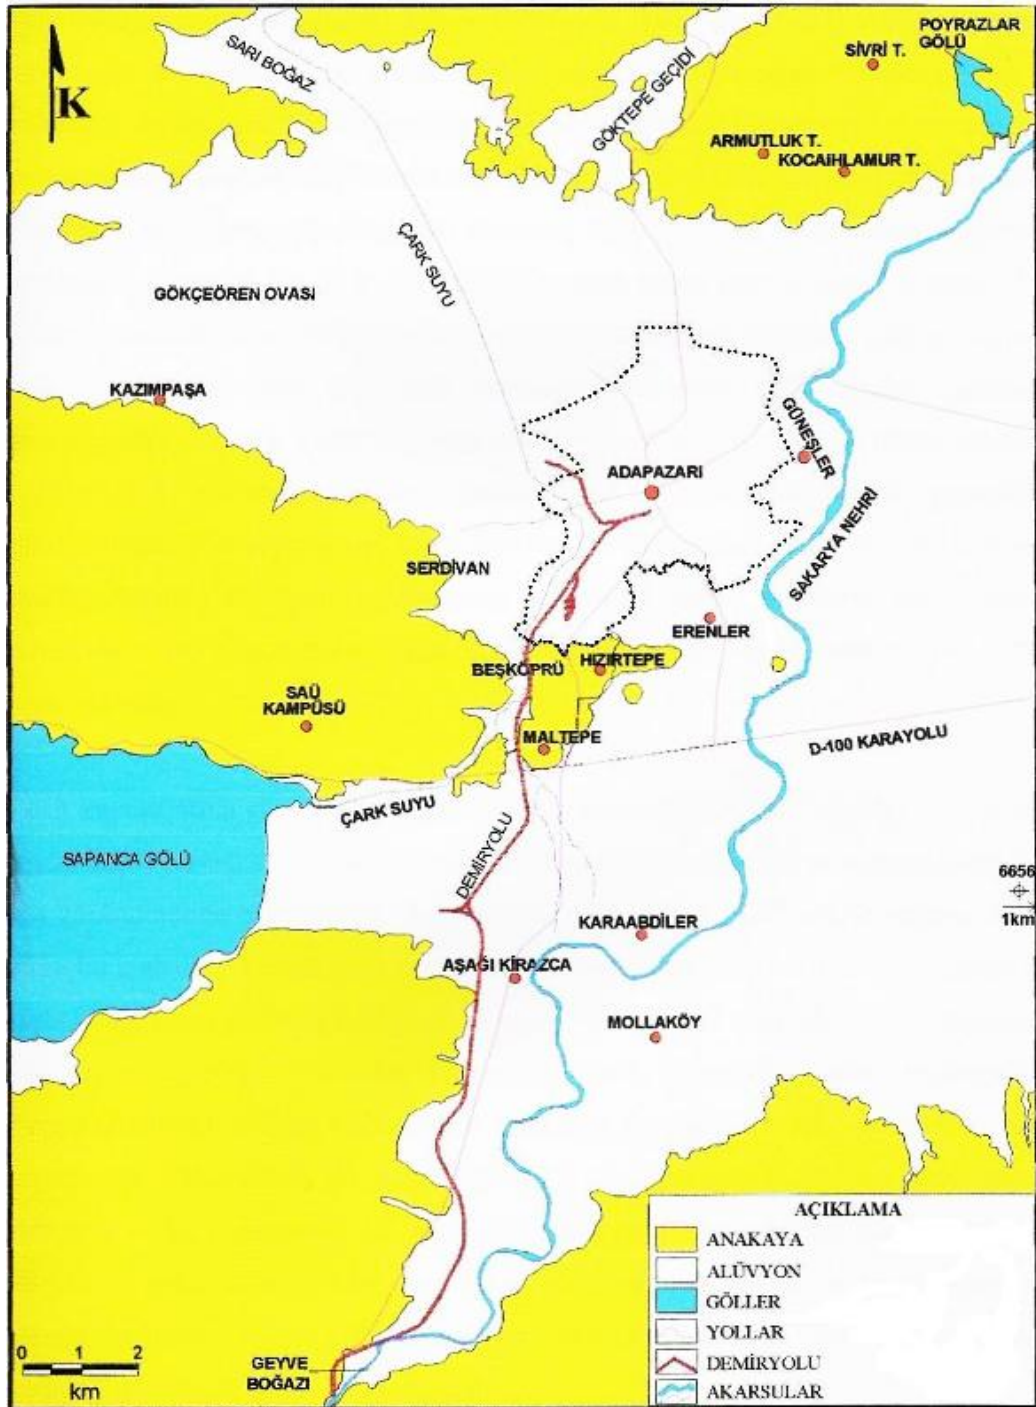 POYRAZLAR
GÖLÜ
SİVRİ T.
SARI BOĞAZ
GÖKTEPE GEÇİDİ
K
ARMUTLUK T.
KOCAIHLAMUR T.
ÇARK SUYU
GÖKÇEÖREN OVASI
KAZIMPAŞA
GÜNEŞLER
ADAPAZARI
SAKARYA NEHRİ
SERDİVAN
ERENLER
BEŞKÖPRÜ
HIZIRTEPE
SAÜ
KAMPÜSÜ
MALTEPE
D-100 KARAYOLU
ÇARK SUYU
SAPANCA GÖLÜ
DEMİRYOLU
6656
1km
KARAABDİLER
AŞAĞI KİRAZCA
MOLLAKÖY
AÇIKLAMA
ANAKAYA
ALÜVYON
GÖLLER
YOLLAR
DEMİRYOLU
AKARSULAR
0 1 2
km
GEYVE
BOĞAZI